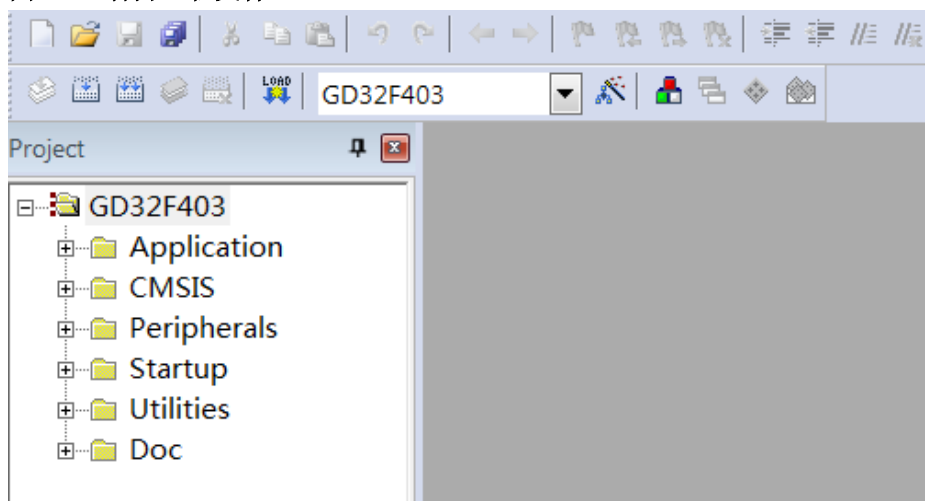 LOAD
GD32F403
Project
GD32F403
Application
CMSIS
Peripherals
Startup
Utilities
Doc